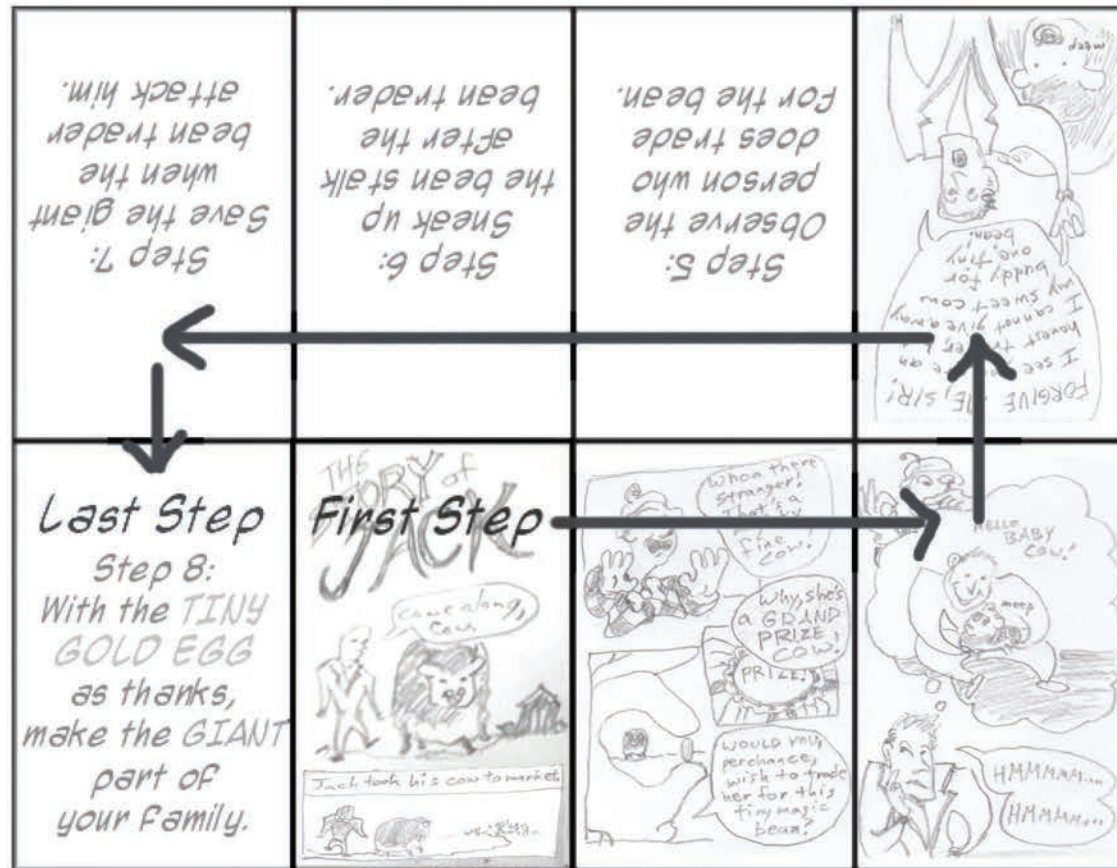 THE
STORY of
JACK
First Step
Come along,
Cow.
Jack took his cow to market
Whoa there
stranger!
That's a
fine
cow!
Why, she's
a GRAND
PRIZE
COW!
PRIZE!
WOULD YOU,
perchance,
wish to trade
her for this
tiny magic
bean?
HELLO
BABY
COW!
meep
HMMMMM...
HMMMMM...
FORGIVE ME, SIR!
I see you're an
honest trader, but
I cannot give away
my sweet cow
buddy for
one, tiny
bean!
meep
Step 5:
Observe the
person who
does trade
for the bean.
Step 6:
Sneak up
the bean stalk
after the
bean trader.
Step 7:
Save the giant
when the
bean trader
attack him.
Last Step
Step 8:
With the TINY
GOLD EGG
as thanks,
make the GIANT
part of
your family.